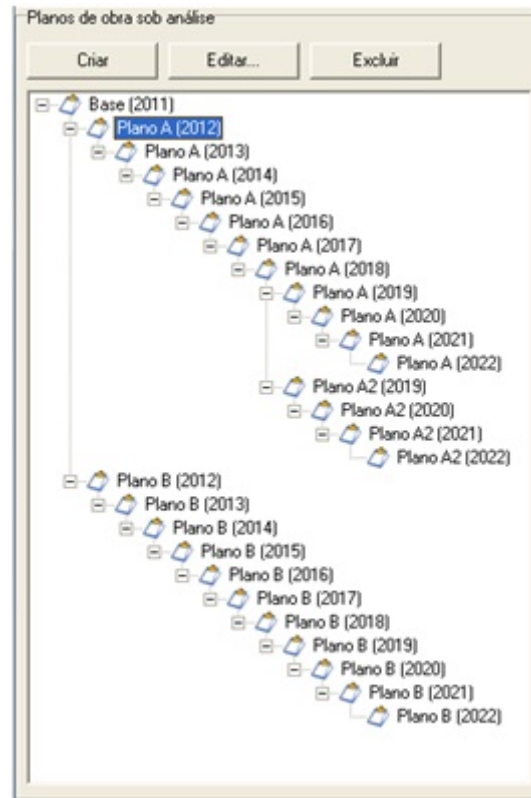 Planos de obra sob análise
Criar Editar... Excluir
Base (2011)
Plano A (2012)
Plano A (2013)
Plano A (2014)
Plano A (2015)
Plano A (2016)
Plano A (2017)
Plano A (2018)
Plano A (2019)
Plano A (2020)
Plano A (2021)
Plano A (2022)
Plano A2 (2019)
Plano A2 (2020)
Plano A2 (2021)
Plano A2 (2022)
Plano B (2012)
Plano B (2013)
Plano B (2014)
Plano B (2015)
Plano B (2016)
Plano B (2017)
Plano B (2018)
Plano B (2019)
Plano B (2020)
Plano B (2021)
Plano B (2022)